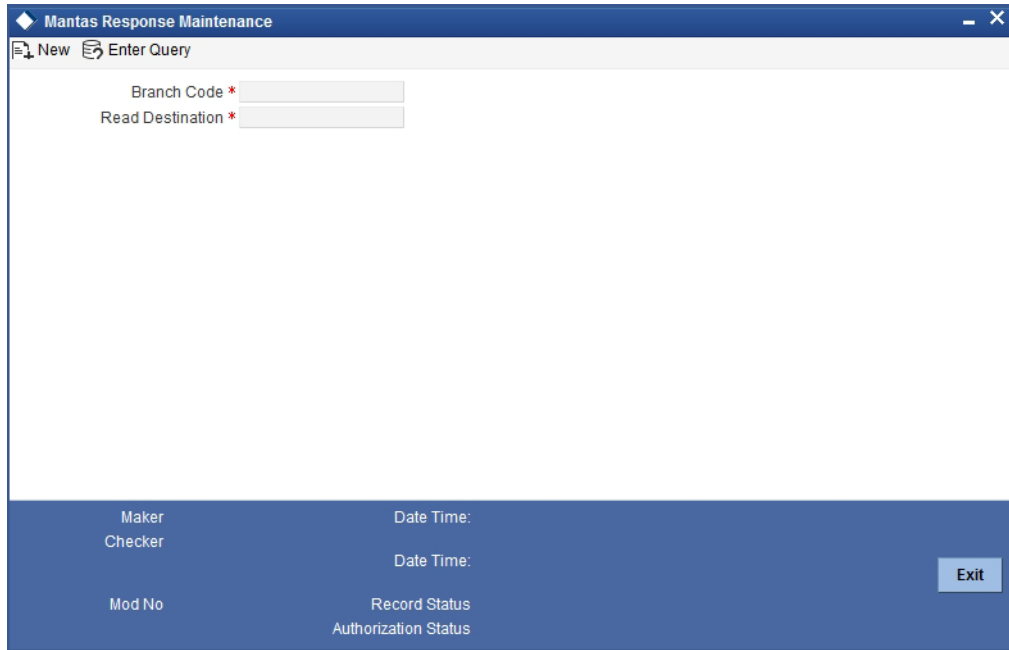 Mantas Response Maintenance
New Enter Query
Branch Code *
Read Destination *
Maker Date Time:
Checker
Date Time:
Mod No Record Status
Authorization Status
Exit